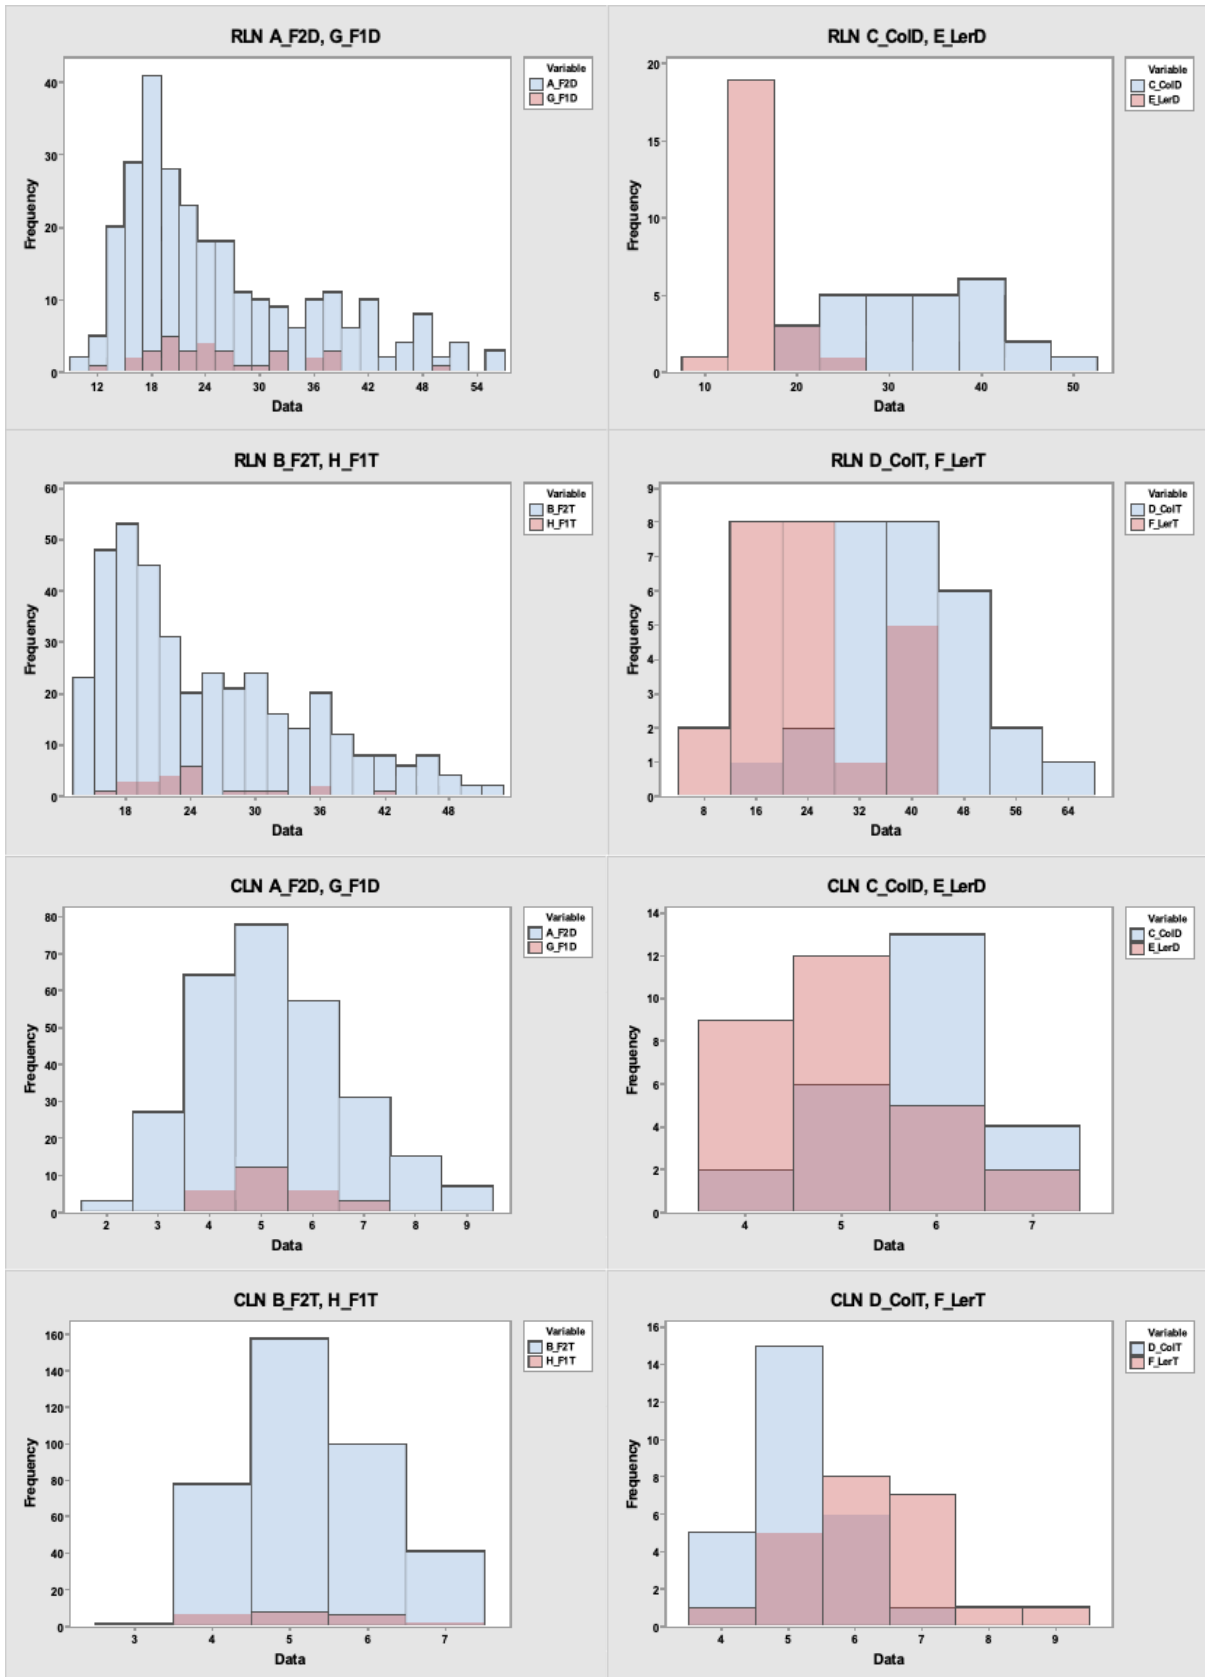 RLN A_F2D, G_F1D
Variable
A_F2D
G_F1D
Frequency
40
30
20
10
0
12 18 24 30 36 42 48 54
Data
RLN C_ColD, E_LerD
Variable
C_ColD
E_LerD
Frequency
20
15
10
5
0
10 20 30 40 50
Data
RLN B_F2T, H_F1T
Variable
B_F2T
H_F1T
Frequency
60
50
40
30
20
10
0
18 24 30 36 42 48
Data
RLN D_ColT, F_LerT
Variable
D_ColT
F_LerT
Frequency
9
8
7
6
5
4
3
2
1
0
8 16 24 32 40 48 56 64
Data
CLN A_F2D, G_F1D
Variable
A_F2D
G_F1D
Frequency
80
70
60
50
40
30
20
10
0
2 3 4 5 6 7 8 9
Data
CLN C_ColD, E_LerD
Variable
C_ColD
E_LerD
Frequency
14
12
10
8
6
4
2
0
4 5 6 7
Data
CLN B_F2T, H_F1T
Variable
B_F2T
H_F1T
Frequency
160
140
120
100
80
60
40
20
0
3 4 5 6 7
Data
CLN D_ColT, F_LerT
Variable
D_ColT
F_LerT
Frequency
16
14
12
10
8
6
4
2
0
4 5 6 7 8 9
Data